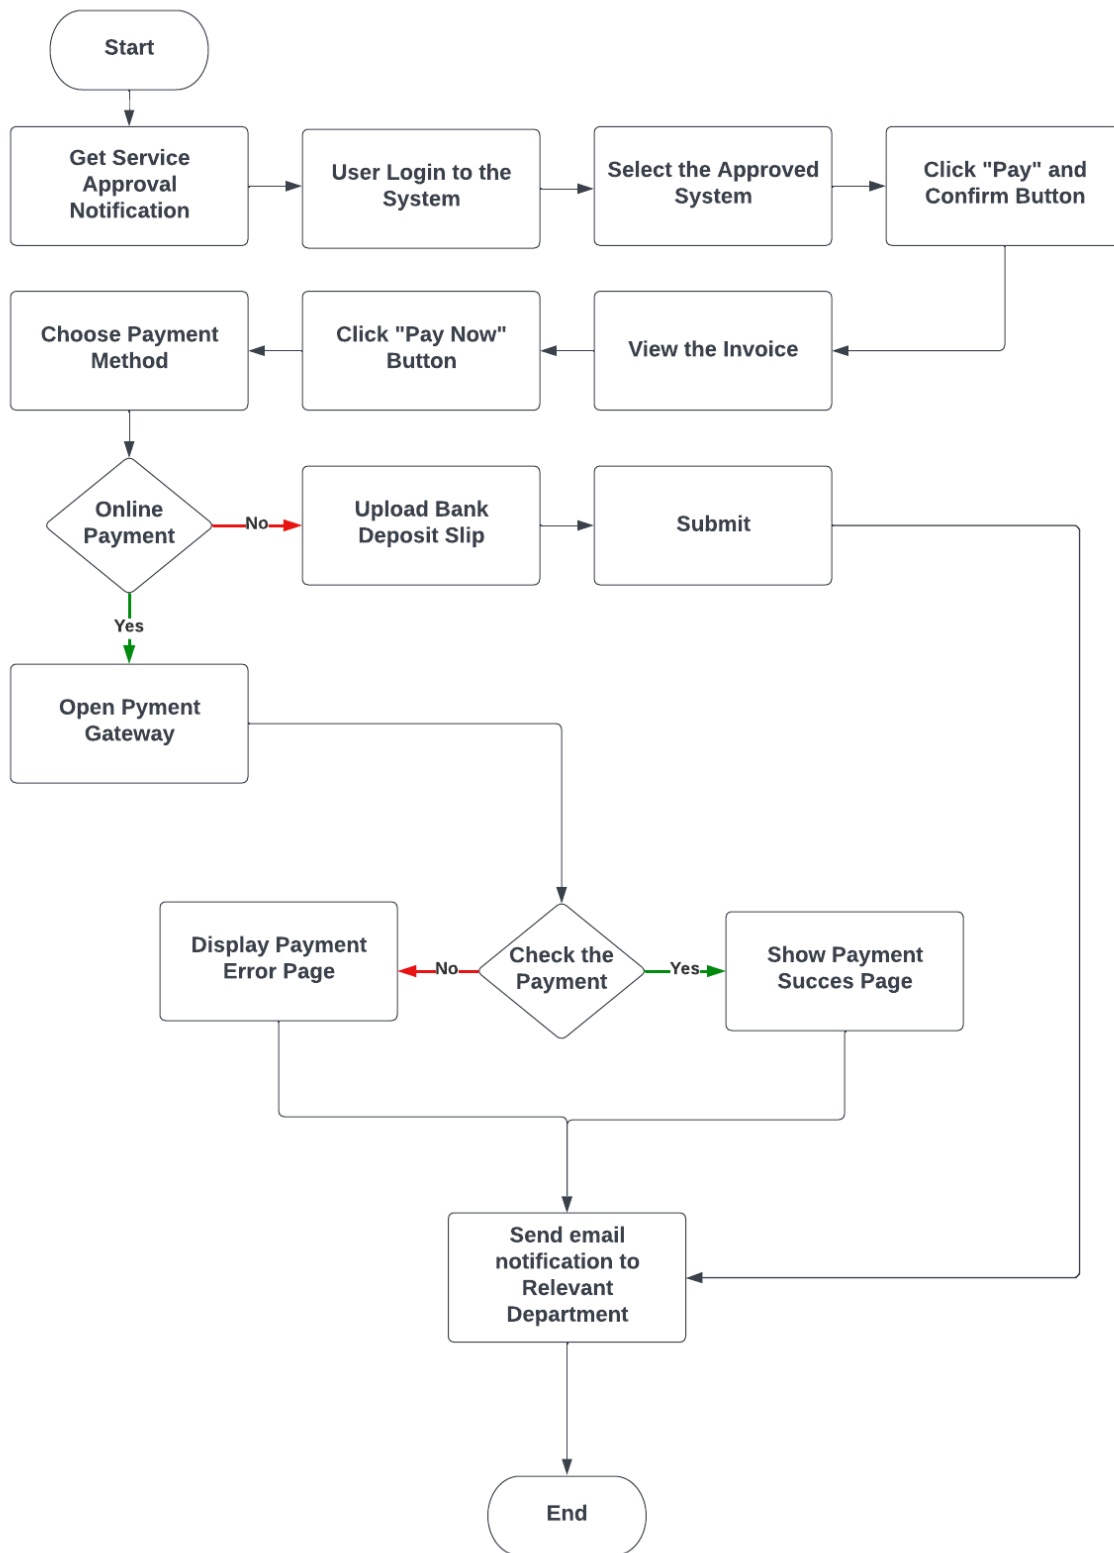 Start
Get Service
Approval
Notification
User Login to the
System
Select the Approved
System
Click "Pay" and
Confirm Button
Choose Payment
Method
Click "Pay Now"
Button
View the Invoice
Online
Payment
No
Upload Bank
Deposit Slip
Submit
Yes
Open Pyment
Gateway
Display Payment
Error Page
No
Check the
Payment
Yes
Show Payment
Succes Page
Send email
notification to
Relevant
Department
End